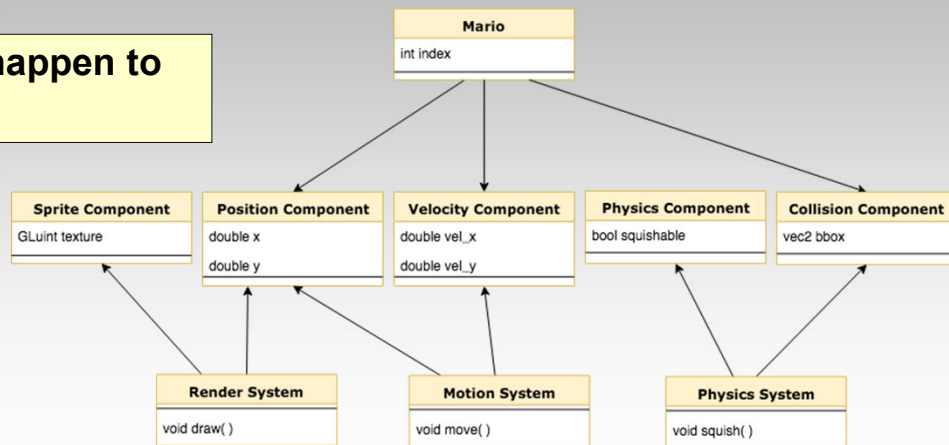 happen to
Mario
int index
Sprite Component
GLuint texture
Position Component
double x
double y
Velocity Component
double vel_x
double vel_y
Physics Component
bool squishable
Collision Component
vec2 bbox
Render System
void draw( )
Motion System
void move( )
Physics System
void squish( )